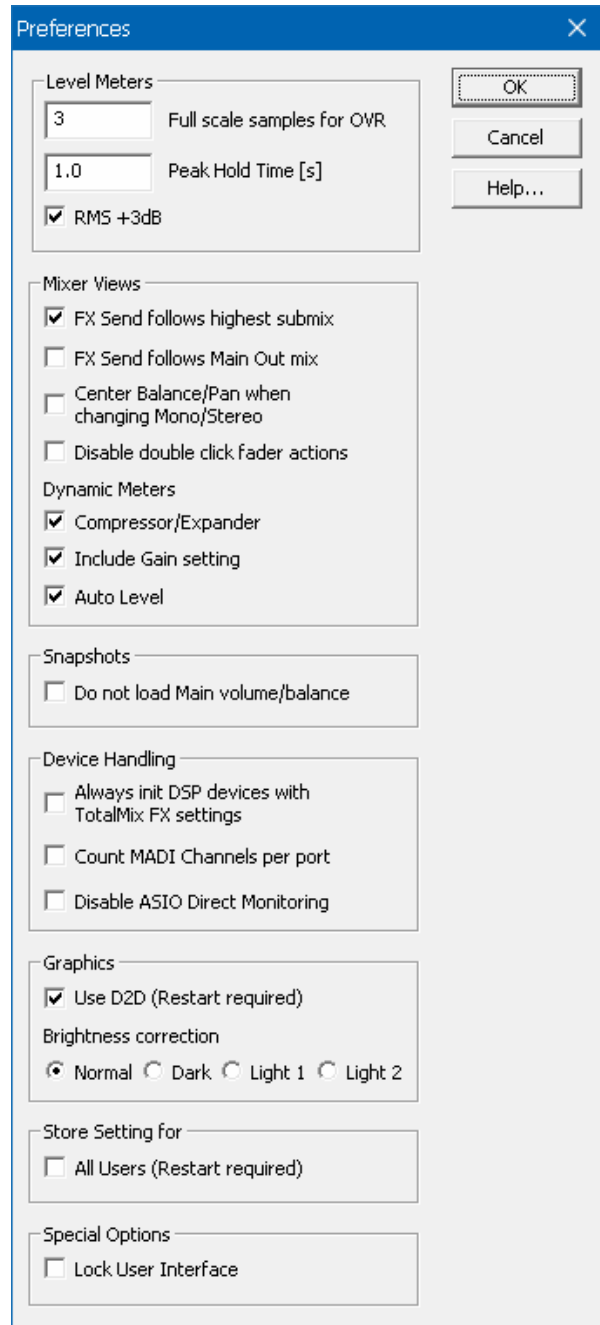 Preferences
Level Meters
3 Full scale samples for OVR
1.0 Peak Hold Time [s]
RMS +3dB
OK
Cancel
Help...
Mixer Views
FX Send follows highest submix
FX Send follows Main Out mix
Center Balance/Pan when
changing Mono/Stereo
Disable double click fader actions
Dynamic Meters
Compressor/Expander
Include Gain setting
Auto Level
Snapshots
Do not load Main volume/balance
Device Handling
Always init DSP devices with
TotalMix FX settings
Count MADI Channels per port
Disable ASIO Direct Monitoring
Graphics
Use D2D (Restart required)
Brightness correction
Normal Dark Light 1 Light 2
Store Setting for
All Users (Restart required)
Special Options
Lock User Interface